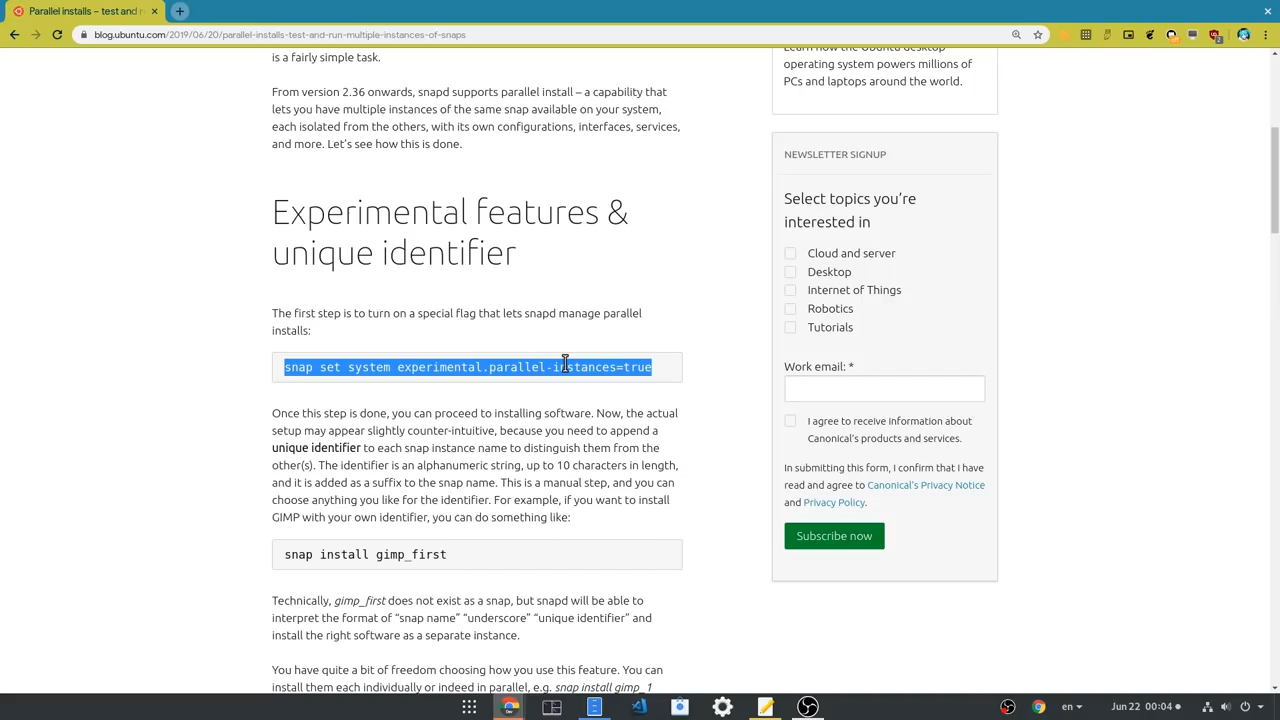 Parallel installs – test and r
blog.ubuntu.com/2019/06/20/parallel-installs-test-and-run-multiple-instances-of-snaps
is a fairly simple task.
From version 2.36 onwards, snapd supports parallel install – a capability that
lets you have multiple instances of the same snap available on your system,
each isolated from the others, with its own configurations, interfaces, services,
and more. Let's see how this is done.
Experimental features &
unique identifier
The first step is to turn on a special flag that lets snapd manage parallel
installs:
snap set system experimental.parallel-instances=true
Once this step is done, you can proceed to installing software. Now, the actual
setup may appear slightly counter-intuitive, because you need to append a
unique identifier to each snap instance name to distinguish them from the
other(s). The identifier is an alphanumeric string, up to 10 characters in length,
and it is added as a suffix to the snap name. This is a manual step, and you can
choose anything you like for the identifier. For example, if you want to install
GIMP with your own identifier, you can do something like:
snap install gimp_first
Technically, gimp_first does not exist as a snap, but snapd will be able to
interpret the format of “snap name” “underscore” “unique identifier” and
install the right software as a separate instance.
You have quite a bit of freedom choosing how you use this feature. You can
install them each individually or indeed in parallel, e.g. snap install gimp_1
Learn how the Ubuntu desktop
operating system powers millions of
PCs and laptops around the world.
NEWSLETTER SIGNUP
Select topics you're
interested in
Cloud and server
Desktop
Internet of Things
Robotics
Tutorials
Work email: *
I agree to receive information about
Canonical's products and services.
In submitting this form, I confirm that I have
read and agree to Canonical's Privacy Notice
and Privacy Policy.
Subscribe now
en
Jun 22 00:04